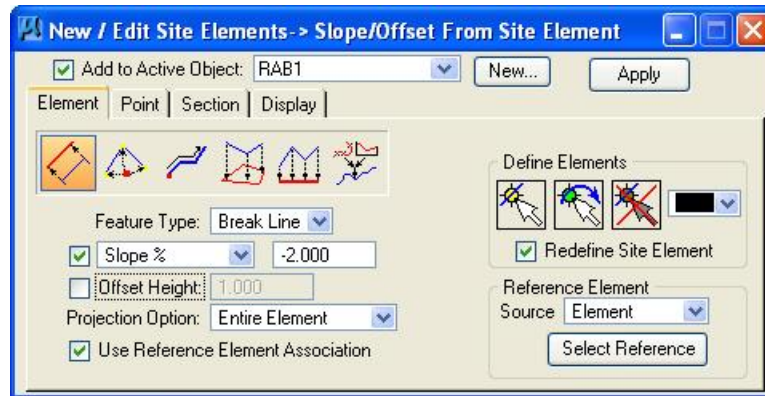 New / Edit Site Elements-> Slope/Offset From Site Element
Add to Active Object: RAB1 New... Apply
Element Point Section Display
Define Elements
Feature Type: Break Line
Slope % -2.000
Redefine Site Element
Offset Height: 1.000
Reference Element
Projection Option: Entire Element
Source Element
Use Reference Element Association
Select Reference